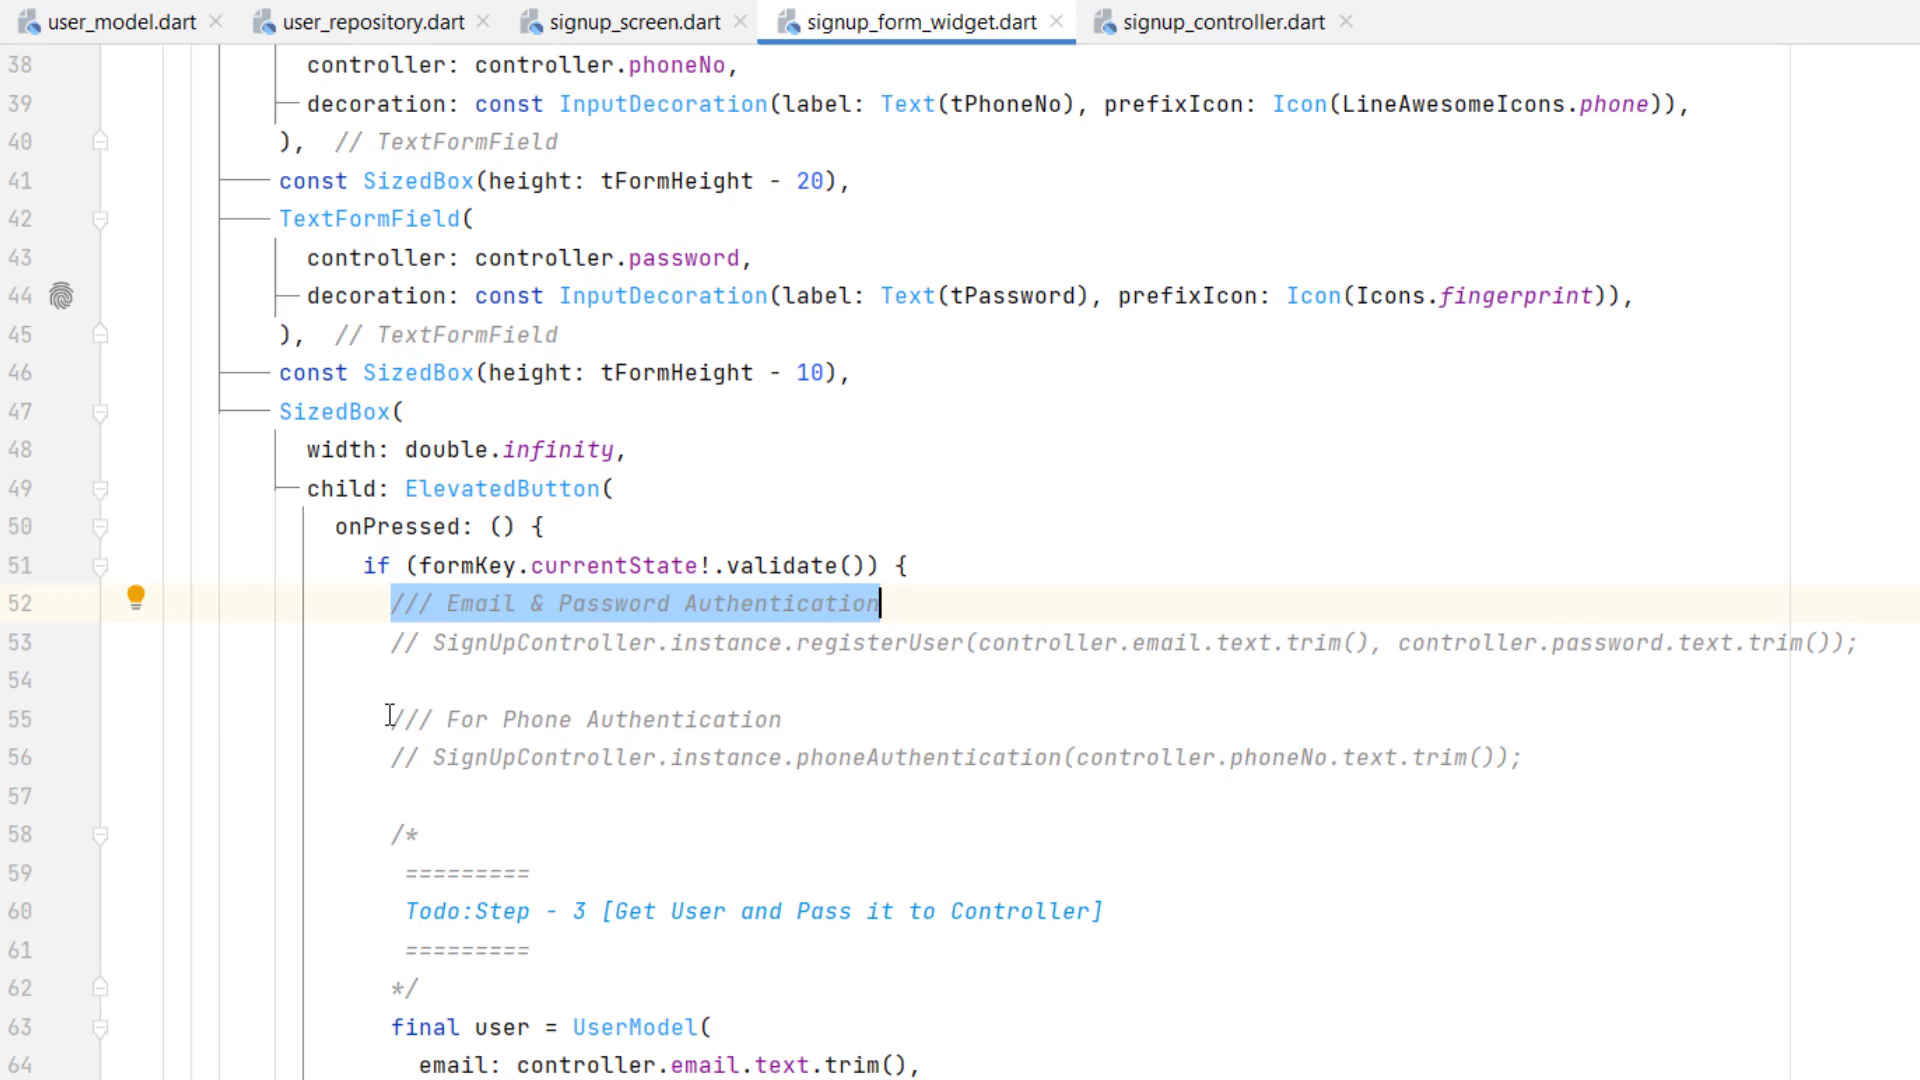 user_model.dart user_repository.dart signup_screen.dart signup_form_widget.dart signup_controller.dart
38 controller: controller.phoneNo,
39 decoration: const InputDecoration(label: Text(tPhoneNo), prefixIcon: Icon(LineAwesomeIcons.phone)),
40 ), // TextFormField
41 const SizedBox(height: tFormHeight - 20),
42 TextFormField(
43 controller: controller.password,
44 decoration: const InputDecoration(label: Text(tPassword), prefixIcon: Icon(Icons.fingerprint)),
45 ), // TextFormField
46 const SizedBox(height: tFormHeight - 10),
47 SizedBox(
48 width: double.infinity,
49 child: ElevatedButton(
50 onPressed: () {
51 if (formKey.currentState!.validate()) {
52 /// Email & Password Authentication
53 // SignUpController.instance.registerUser(controller.email.text.trim(), controller.password.text.trim());
54
55 /// For Phone Authentication
56 // SignUpController.instance.phoneAuthentication(controller.phoneNo.text.trim());
57
58 /*
59 =========
60 Todo:Step - 3 [Get User and Pass it to Controller]
61 =========
62 */
63 final user = UserModel(
64 email: controller.email.text.trim(),